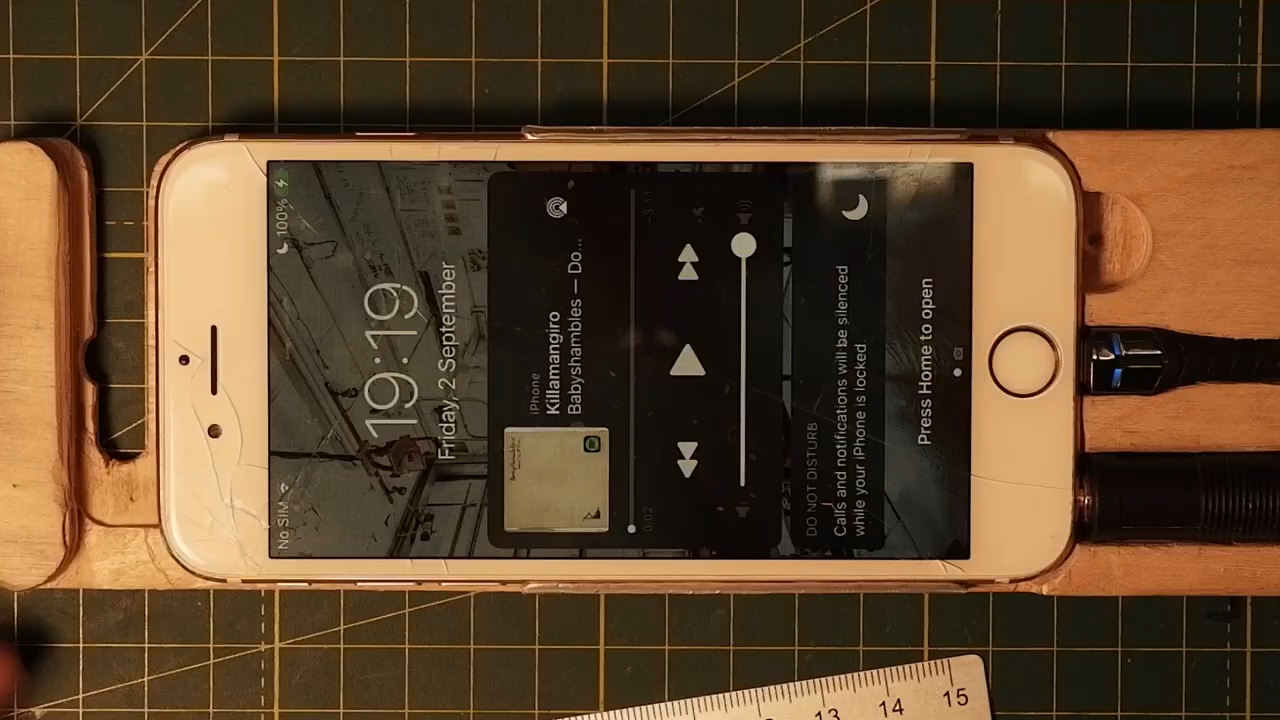 No SIM
100%
19:19
Friday, 2 September
iPhone
Killamangiro
Babyshambles — Do...
0:02
-3:11
DO NOT DISTURB
Calls and notifications will be silenced
while your iPhone is locked.
Press Home to open
13 14 15